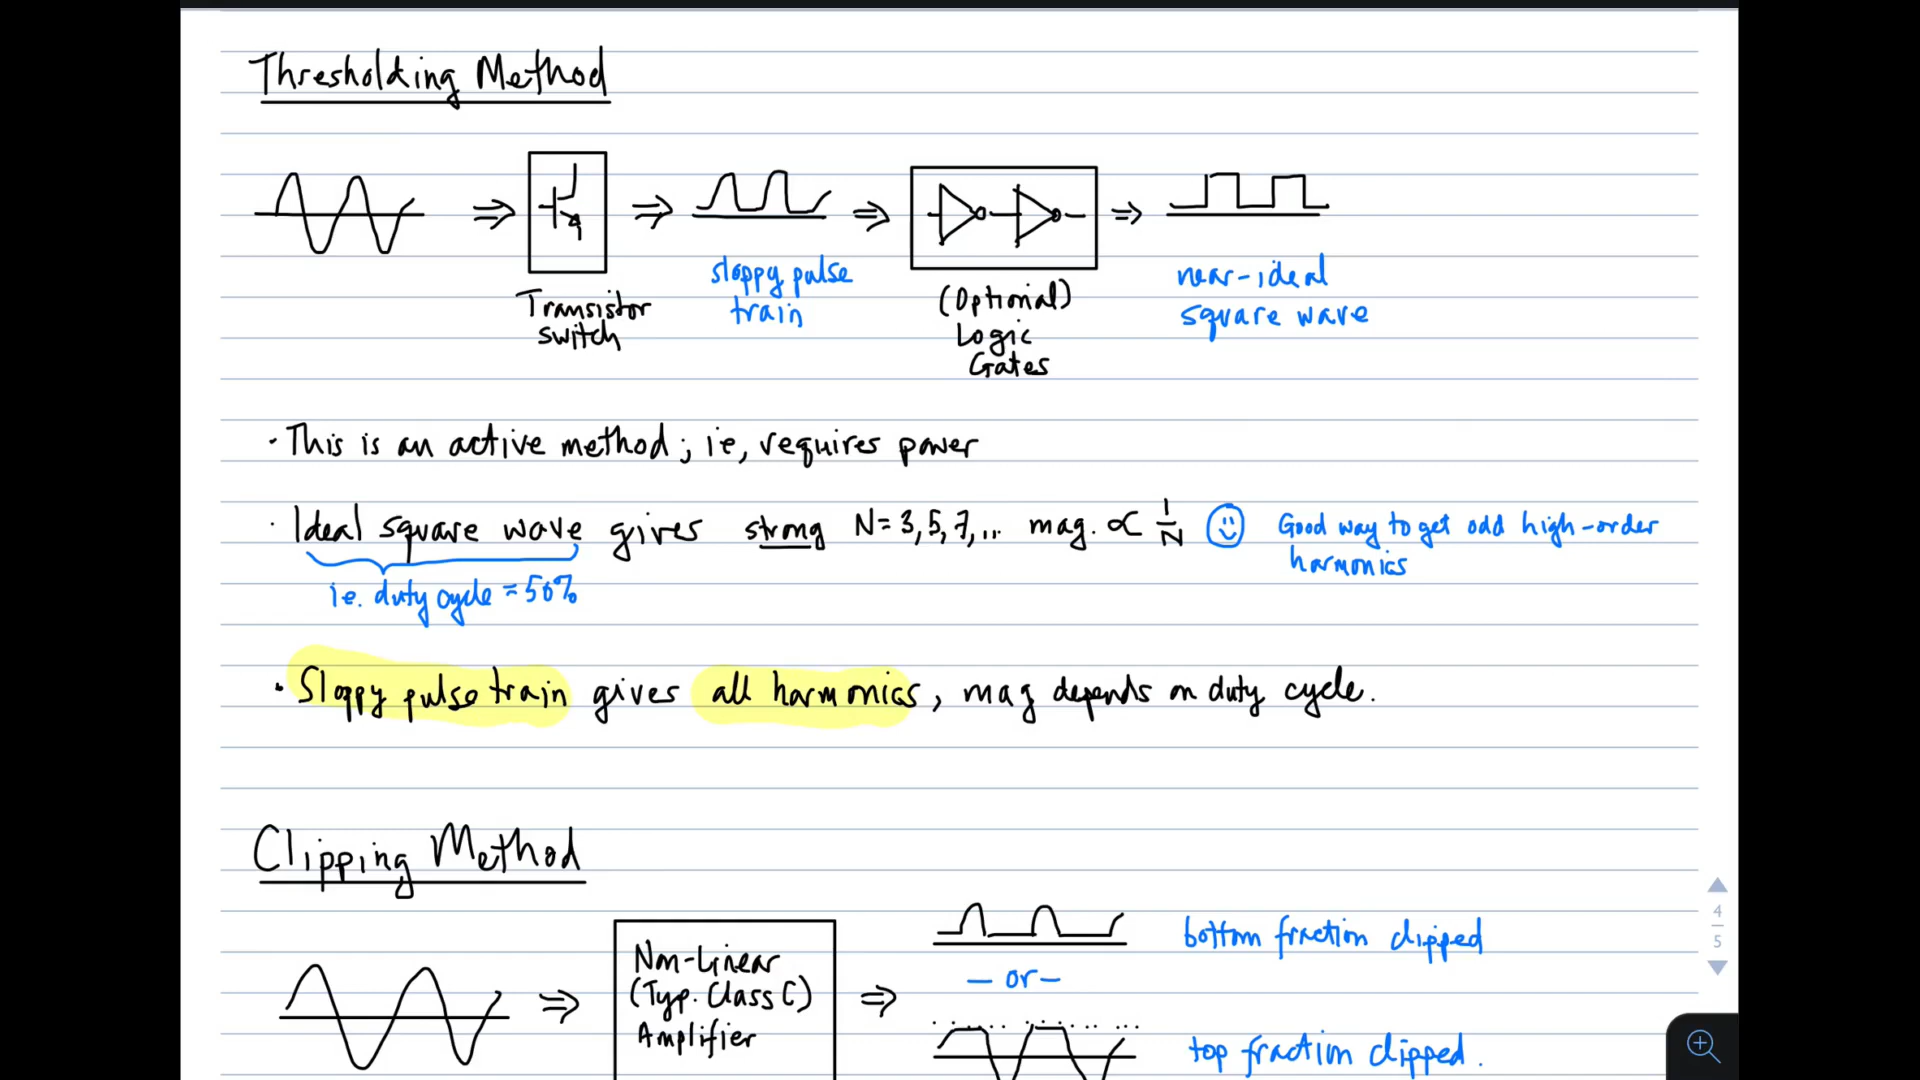 Thresholding Method
⇒ ⇒ ⇒ ⇒
Transistor
switch
sloppy pulse
train
(Optional)
Logic
Gates
near-ideal
square wave
· This is an active method; ie, requires power
· Ideal square wave gives strong N=3,5,7,... mag. ∝ 1/N ☺ Good way to get odd high-order
harmonics
ie. duty cycle = 50%
· Sloppy pulse train gives all harmonics, mag depends on duty cycle.
Clipping Method
Non-Linear
(Typ. Class C)
Amplifier
⇒ ⇒
bottom fraction clipped
— or —
top fraction clipped.
4
5